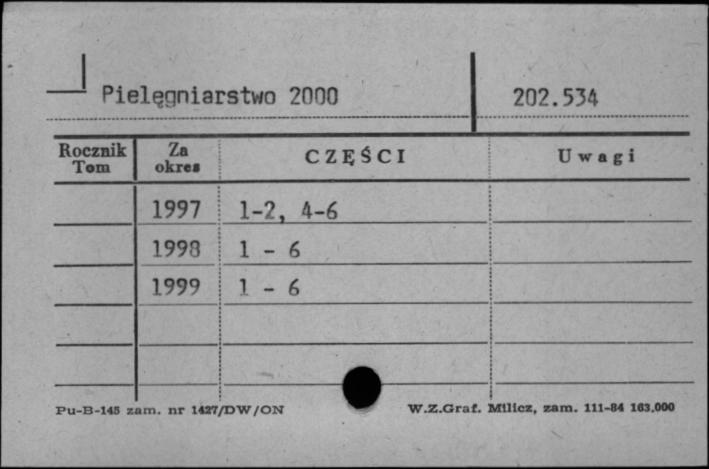 Pielęgniarstwo 2000 202.534
Rocznik Tom Za okres CZĘŚCI Uwagi
1997 1-2, 4-6
1998 1 - 6
1999 1 - 6
Pu-B-145 zam. nr 1427/DW/ON W.Z.Graf. Milicz, zam. 111-84 163.000